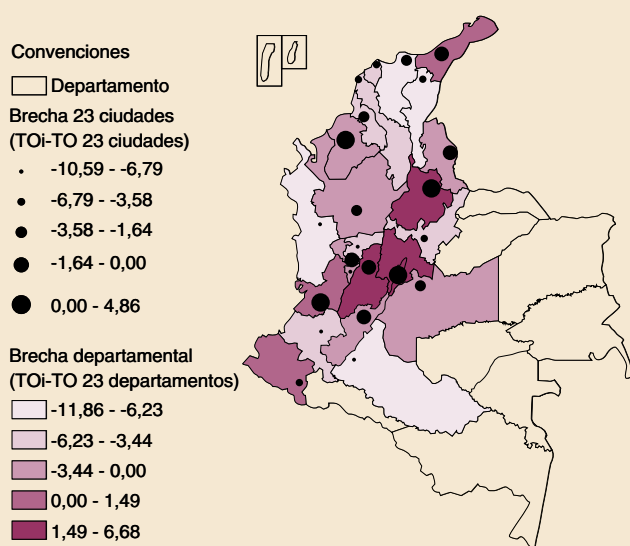 Convenciones
Departamento
Brecha 23 ciudades
(TOi-TO 23 ciudades)
-10,59 - -6,79
-6,79 - -3,58
-3,58 - -1,64
-1,64 - 0,00
0,00 - 4,86
Brecha departamental
(TOi-TO 23 departamentos)
-11,86 - -6,23
-6,23 - -3,44
-3,44 - 0,00
0,00 - 1,49
1,49 - 6,68